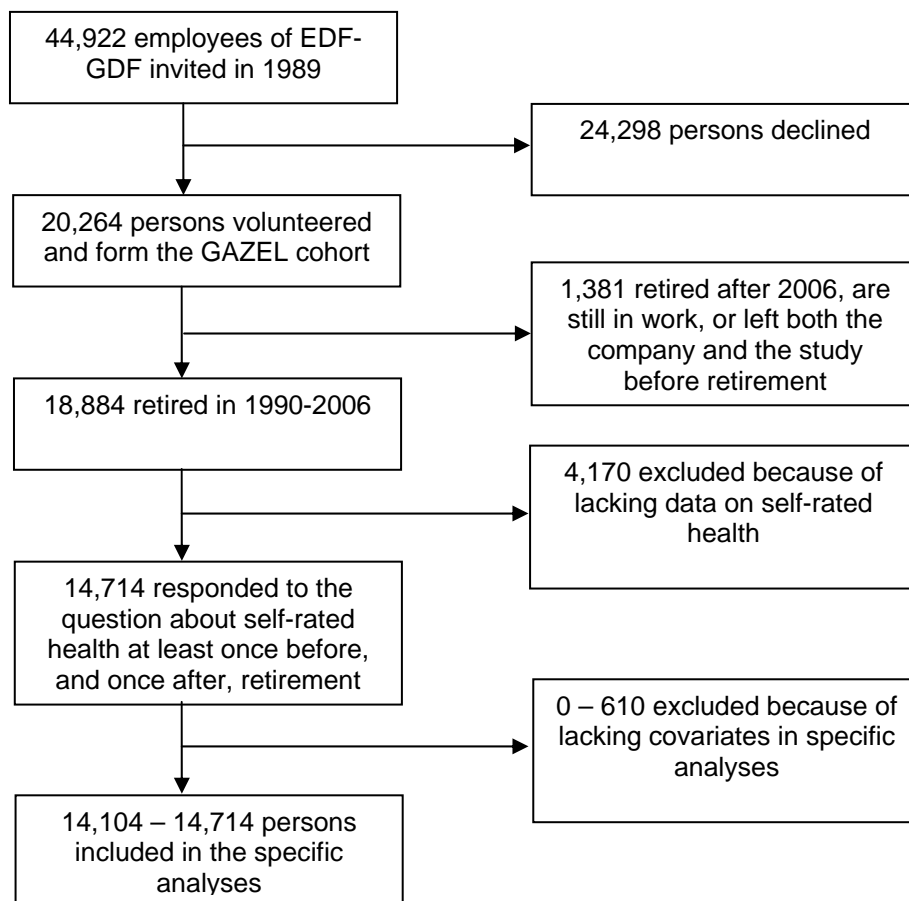 44,922 employees of EDF-
GDF invited in 1989
24,298 persons declined
20,264 persons volunteered
and form the GAZEL cohort
1,381 retired after 2006, are
still in work, or left both the
company and the study
before retirement
18,884 retired in 1990-2006
4,170 excluded because of
lacking data on self-rated
health
14,714 responded to the
question about self-rated
health at least once before,
and once after, retirement
0 – 610 excluded because of
lacking covariates in specific
analyses
14,104 – 14,714 persons
included in the specific
analyses